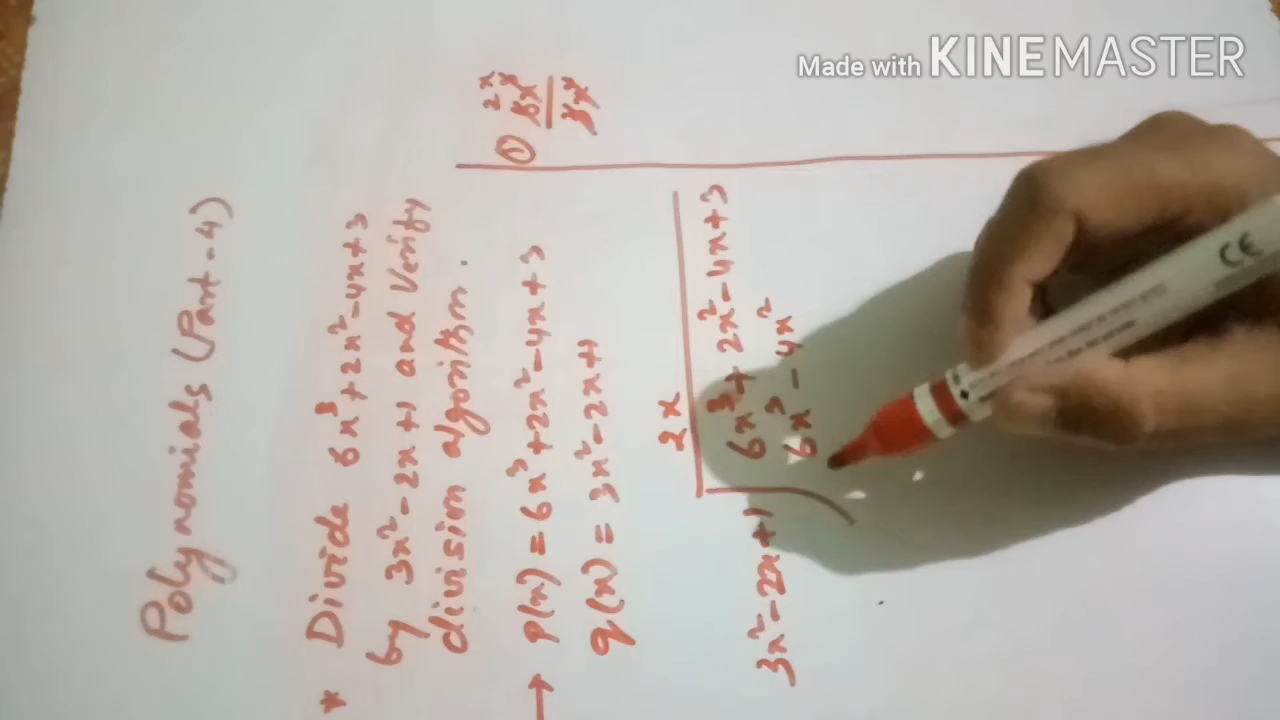 Made with KINEMASTER
Polynomials (Part-4)
* Divide 6x³+2x²-4x+3
by 3x²-2x+1 and verify
division algorithm.
→ p(x) = 6x³+2x²-4x+3
q(x) = 3x²-2x+1
① 2x
6x³
3x²
2x
3x²-2x+1 ) 6x³+2x²-4x+3
6x³-4x²
CE